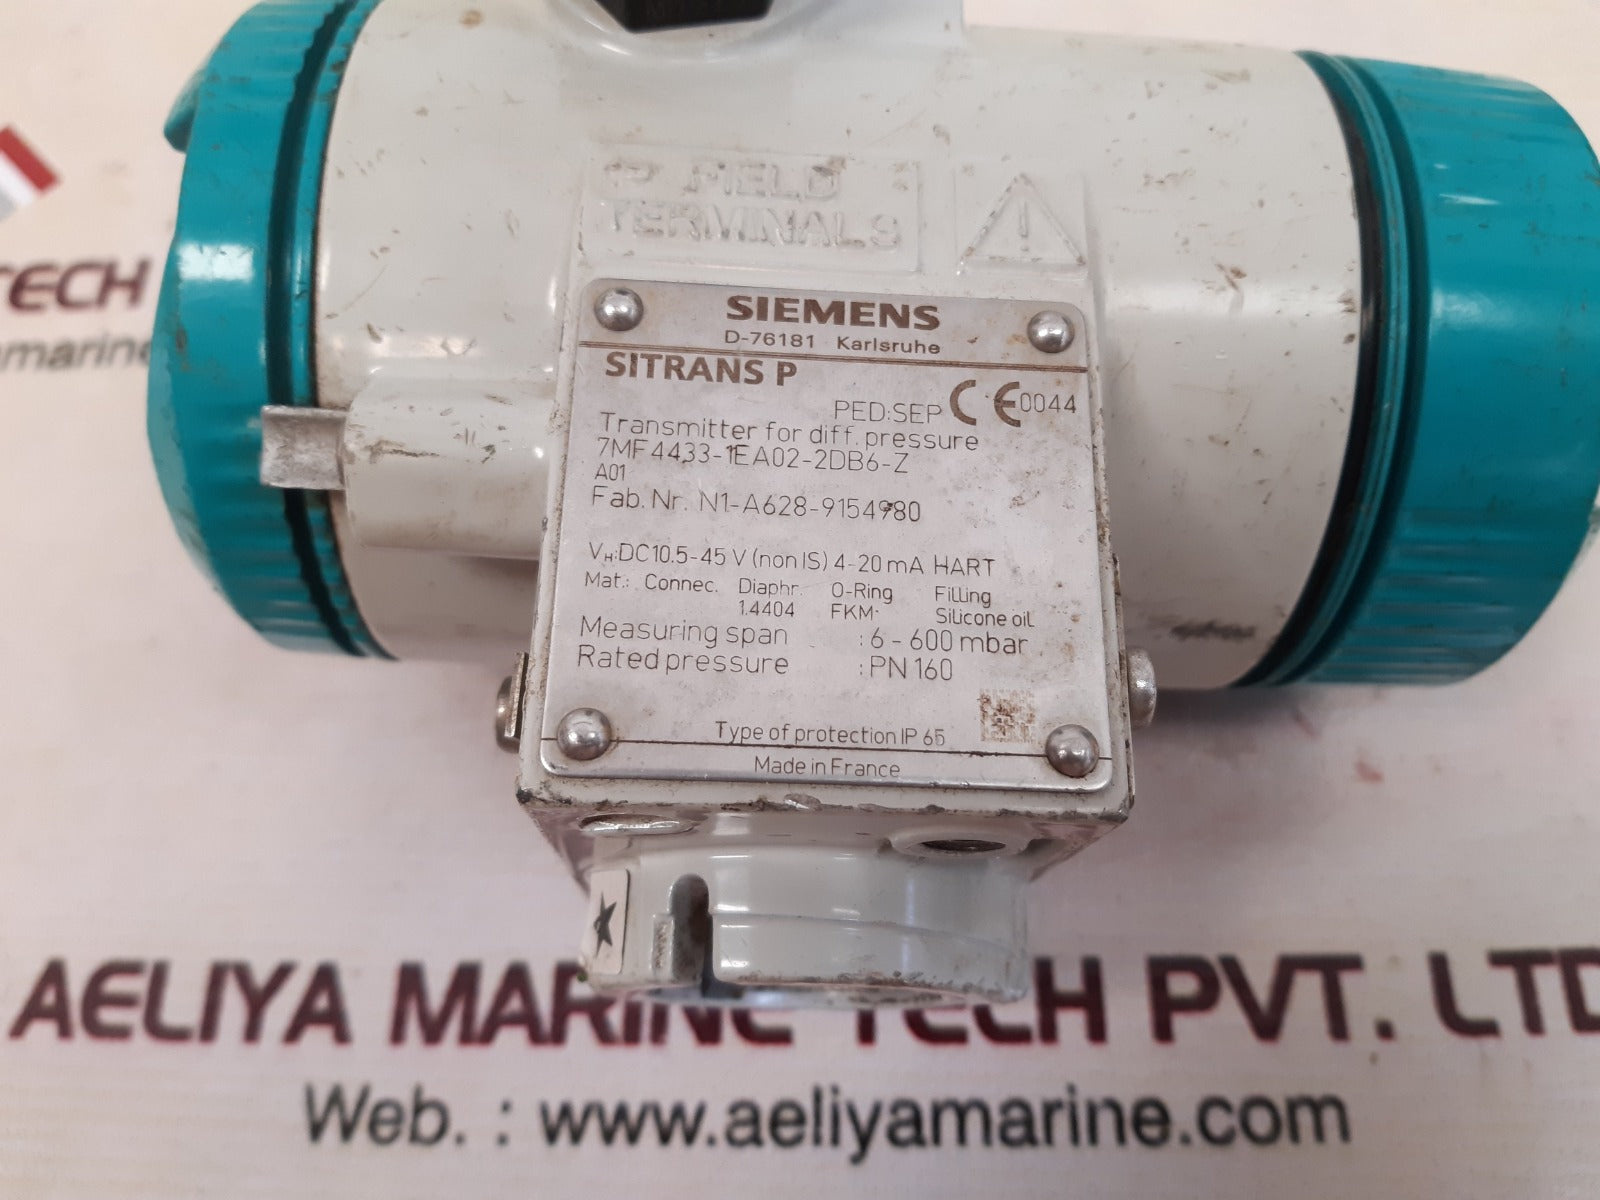 FIELD
TERMINALS
SIEMENS
D-76181 Karlsruhe
SITRANS P
PED:SEP CE 0044
Transmitter for diff. pressure
7MF4433-1EA02-2DB6-Z
A01
Fab. Nr. N1-A628-9154980
VH:DC10.5-45 V (non IS) 4-20 mA HART
Mat.: Connec. Diaphr. O-Ring Filling
1.4404 FKM Silicone oil
Measuring span : 6 - 600 mbar
Rated pressure : PN 160
Type of protection IP 65
Made in France
TECH
amarine
AELIYA MARINE TECH PVT. LTD
Web. : www.aeliyamarine.com